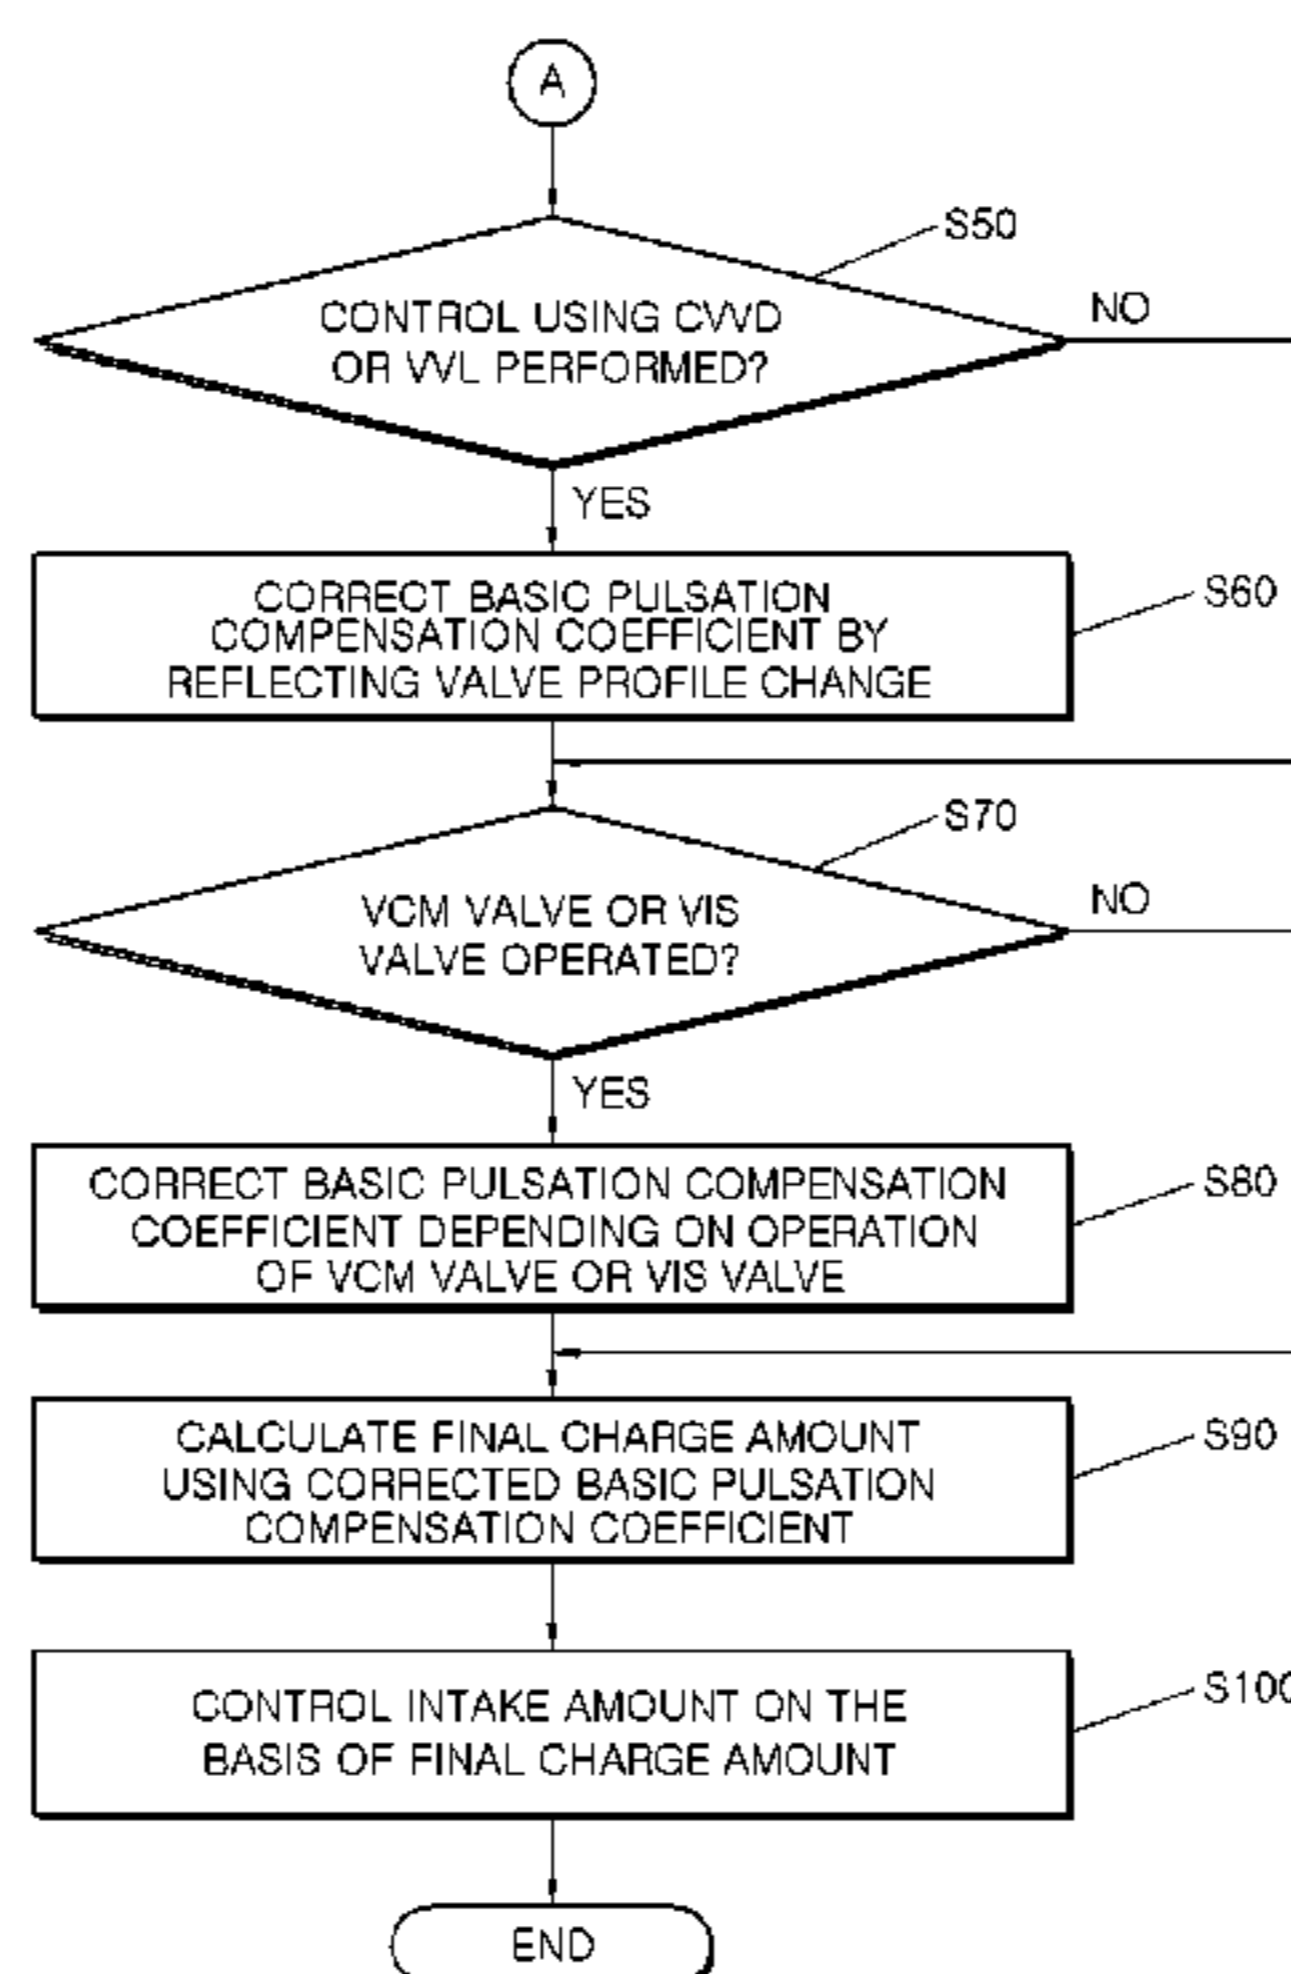 A
S50
CONTROL USING CVVD
OR VVL PERFORMED?
NO
YES
CORRECT BASIC PULSATION
COMPENSATION COEFFICIENT BY
REFLECTING VALVE PROFILE CHANGE
S60
S70
VCM VALVE OR VIS
VALVE OPERATED?
NO
YES
CORRECT BASIC PULSATION COMPENSATION
COEFFICIENT DEPENDING ON OPERATION
OF VCM VALVE OR VIS VALVE
S80
CALCULATE FINAL CHARGE AMOUNT
USING CORRECTED BASIC PULSATION
COMPENSATION COEFFICIENT
S90
CONTROL INTAKE AMOUNT ON THE
BASIS OF FINAL CHARGE AMOUNT
S100
END